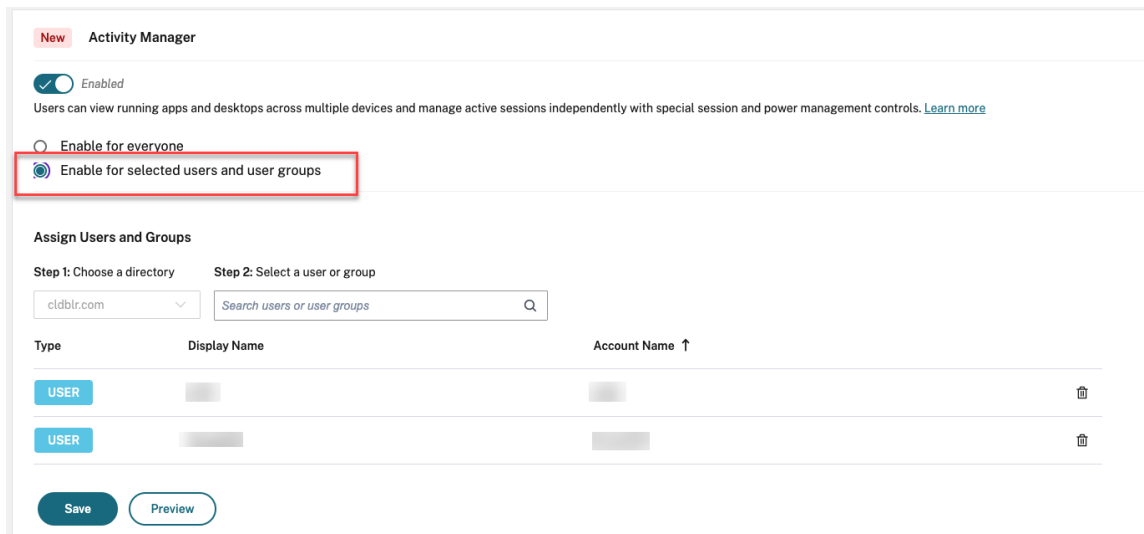 New Activity Manager
Enabled
Users can view running apps and desktops across multiple devices and manage active sessions independently with special session and power management controls. Learn more
Enable for everyone
Enable for selected users and user groups
Assign Users and Groups
Step 1: Choose a directory Step 2: Select a user or group
cldblr.com Search users or user groups
Type Display Name Account Name ↑
USER
USER
Save Preview